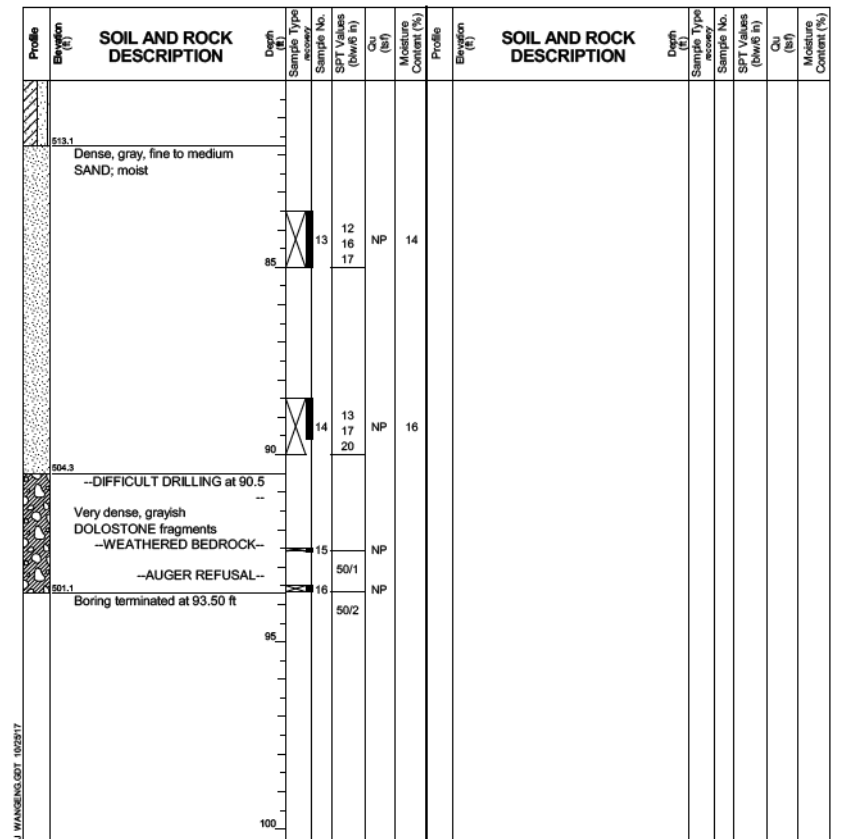 Profile
Elevation
(ft)
SOIL AND ROCK
DESCRIPTION
Depth
(ft)
Sample Type
recovery
Sample No.
SPT Values
(blw/6 in)
Qu
(tsf)
Moisture
Content (%)
Profile
Elevation
(ft)
SOIL AND ROCK
DESCRIPTION
Depth
(ft)
Sample Type
recovery
Sample No.
SPT Values
(blw/6 in)
Qu
(tsf)
Moisture
Content (%)
513.1
Dense, gray, fine to medium
SAND; moist
12
13 16 NP 14
17
85
13
14 17 NP 16
20
90
504.3
--DIFFICULT DRILLING at 90.5
--
Very dense, grayish
DOLOSTONE fragments
--WEATHERED BEDROCK--
15 NP
50/1
--AUGER REFUSAL--
501.1
16 NP
Boring terminated at 93.50 ft
50/2
95
100
WANGENG.GDT 10/25/17